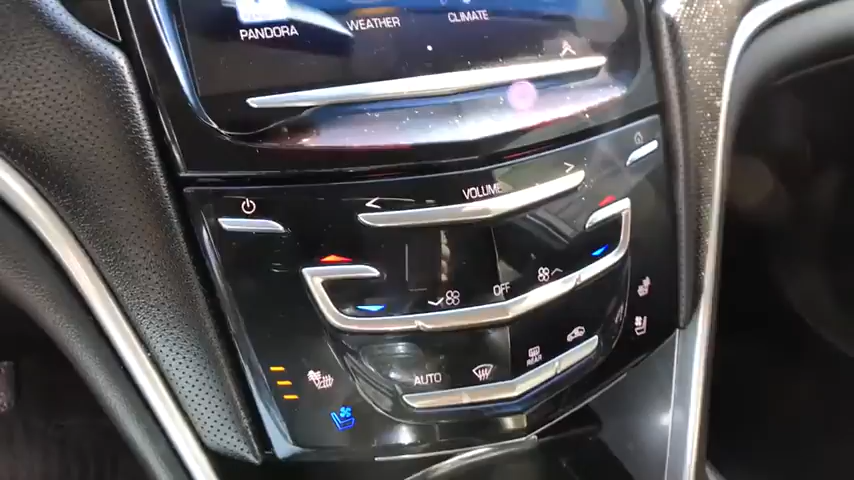 PANDORA
WEATHER
CLIMATE
VOLUME
OFF
AUTO
REAR